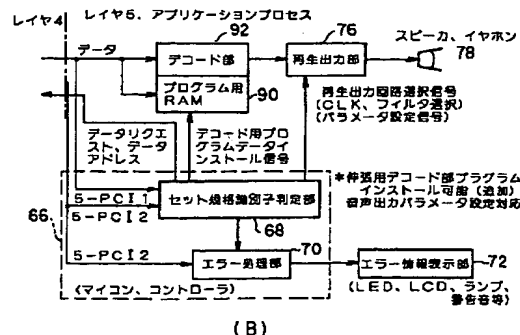 レイヤ4
レイヤ5．アプリケーションプロセス
データ
92
デコード部
プログラム用
RAM
90
76
再生出力部
スピーカ、イヤホン
78
再生出力回路選択信号
(CLK、フィルタ選択)
(パラメータ設定信号)
データリクエ
スト、データ
アドレス
デコード用プロ
グラムデータイ
ンストール信号
*伸張用デコード部プログラム
インストール可能(追加)
音声出力パラメータ設定対応
66
5-PCI1
5-PCI2
セット規格識別子判定部
68
5-PCI2
エラー処理部
70
エラー情報表示部
72
(マイコン、コントローラ)
(LED、LCD、ランプ、
警告音等)
(B)